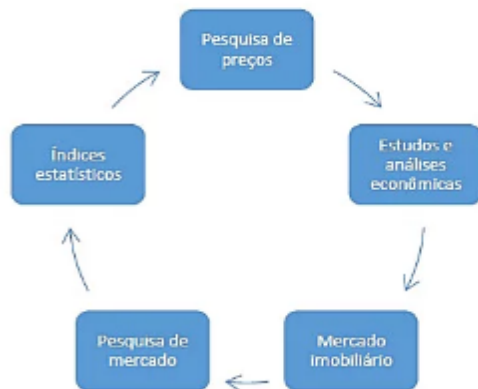 Pesquisa de
preços
Estudos e
análises
econômicas
Mercado
imobiliário
Pesquisa de
mercado
Índices
estatísticos